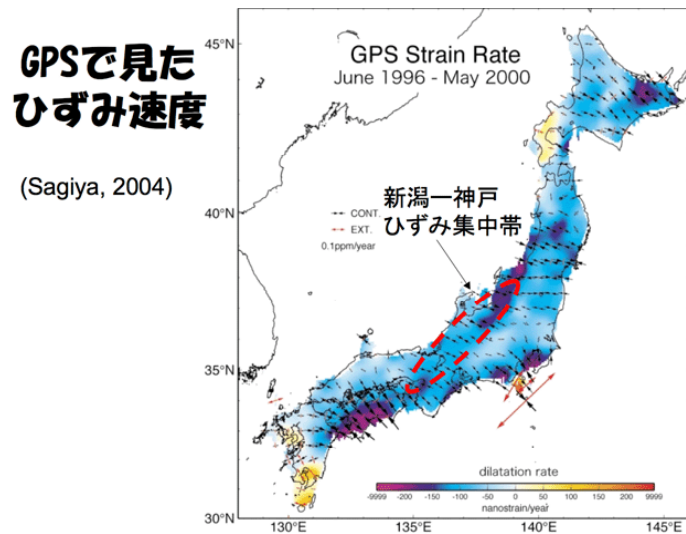 GPSで見た
ひずみ速度
(Sagiya, 2004)
GPS Strain Rate
June 1996 - May 2000
新潟ー神戸
ひずみ集中帯
CONT.
EXT.
0.1ppm/year
45°N
40°N
35°N
30°N
130°E
135°E
140°E
145°E
dilatation rate
-9999 -200 -150 -100 -50 0 50 100 150 200 9999
nanostrain/year